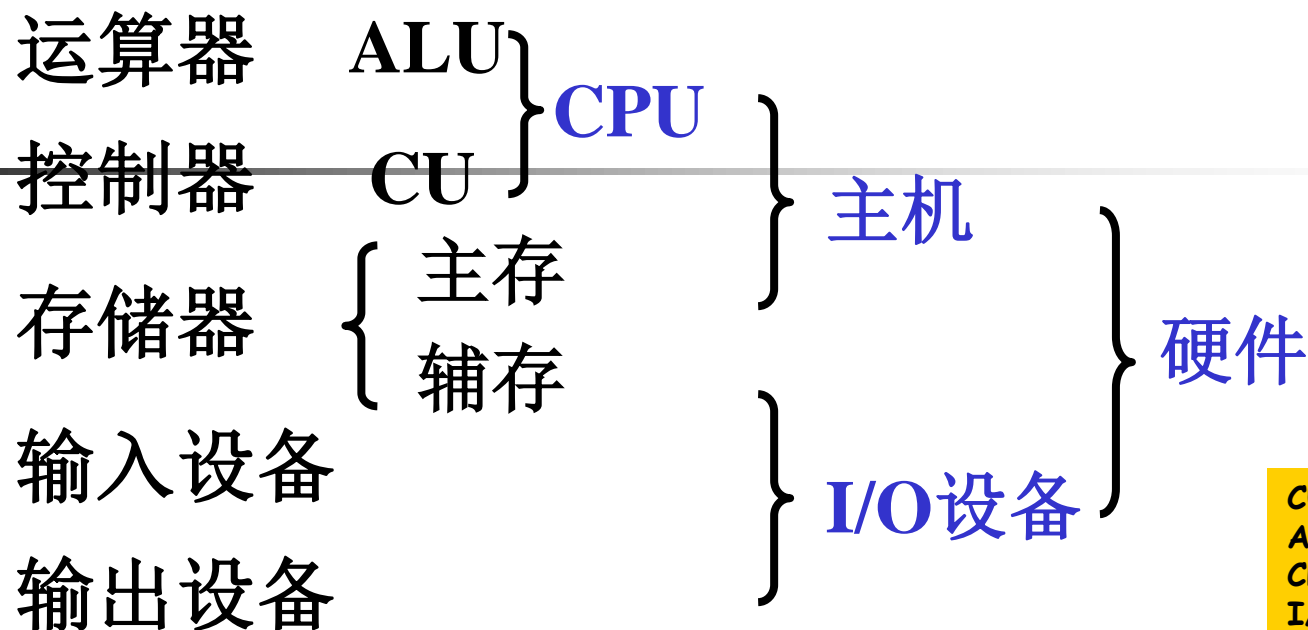 运算器 ALU
CPU
控制器 CU
主机
主存
存储器
硬件
辅存
输入设备
I/O设备
输出设备